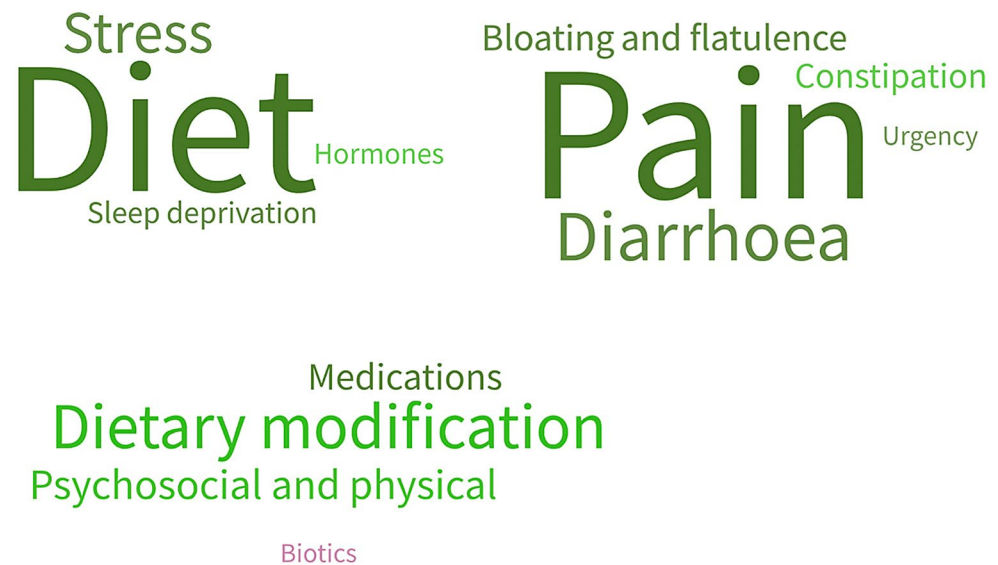 Stress
Diet
Hormones
Sleep deprivation
Bloating and flatulence
Constipation
Pain
Urgency
Diarrhoea
Medications
Dietary modification
Psychosocial and physical
Biotics